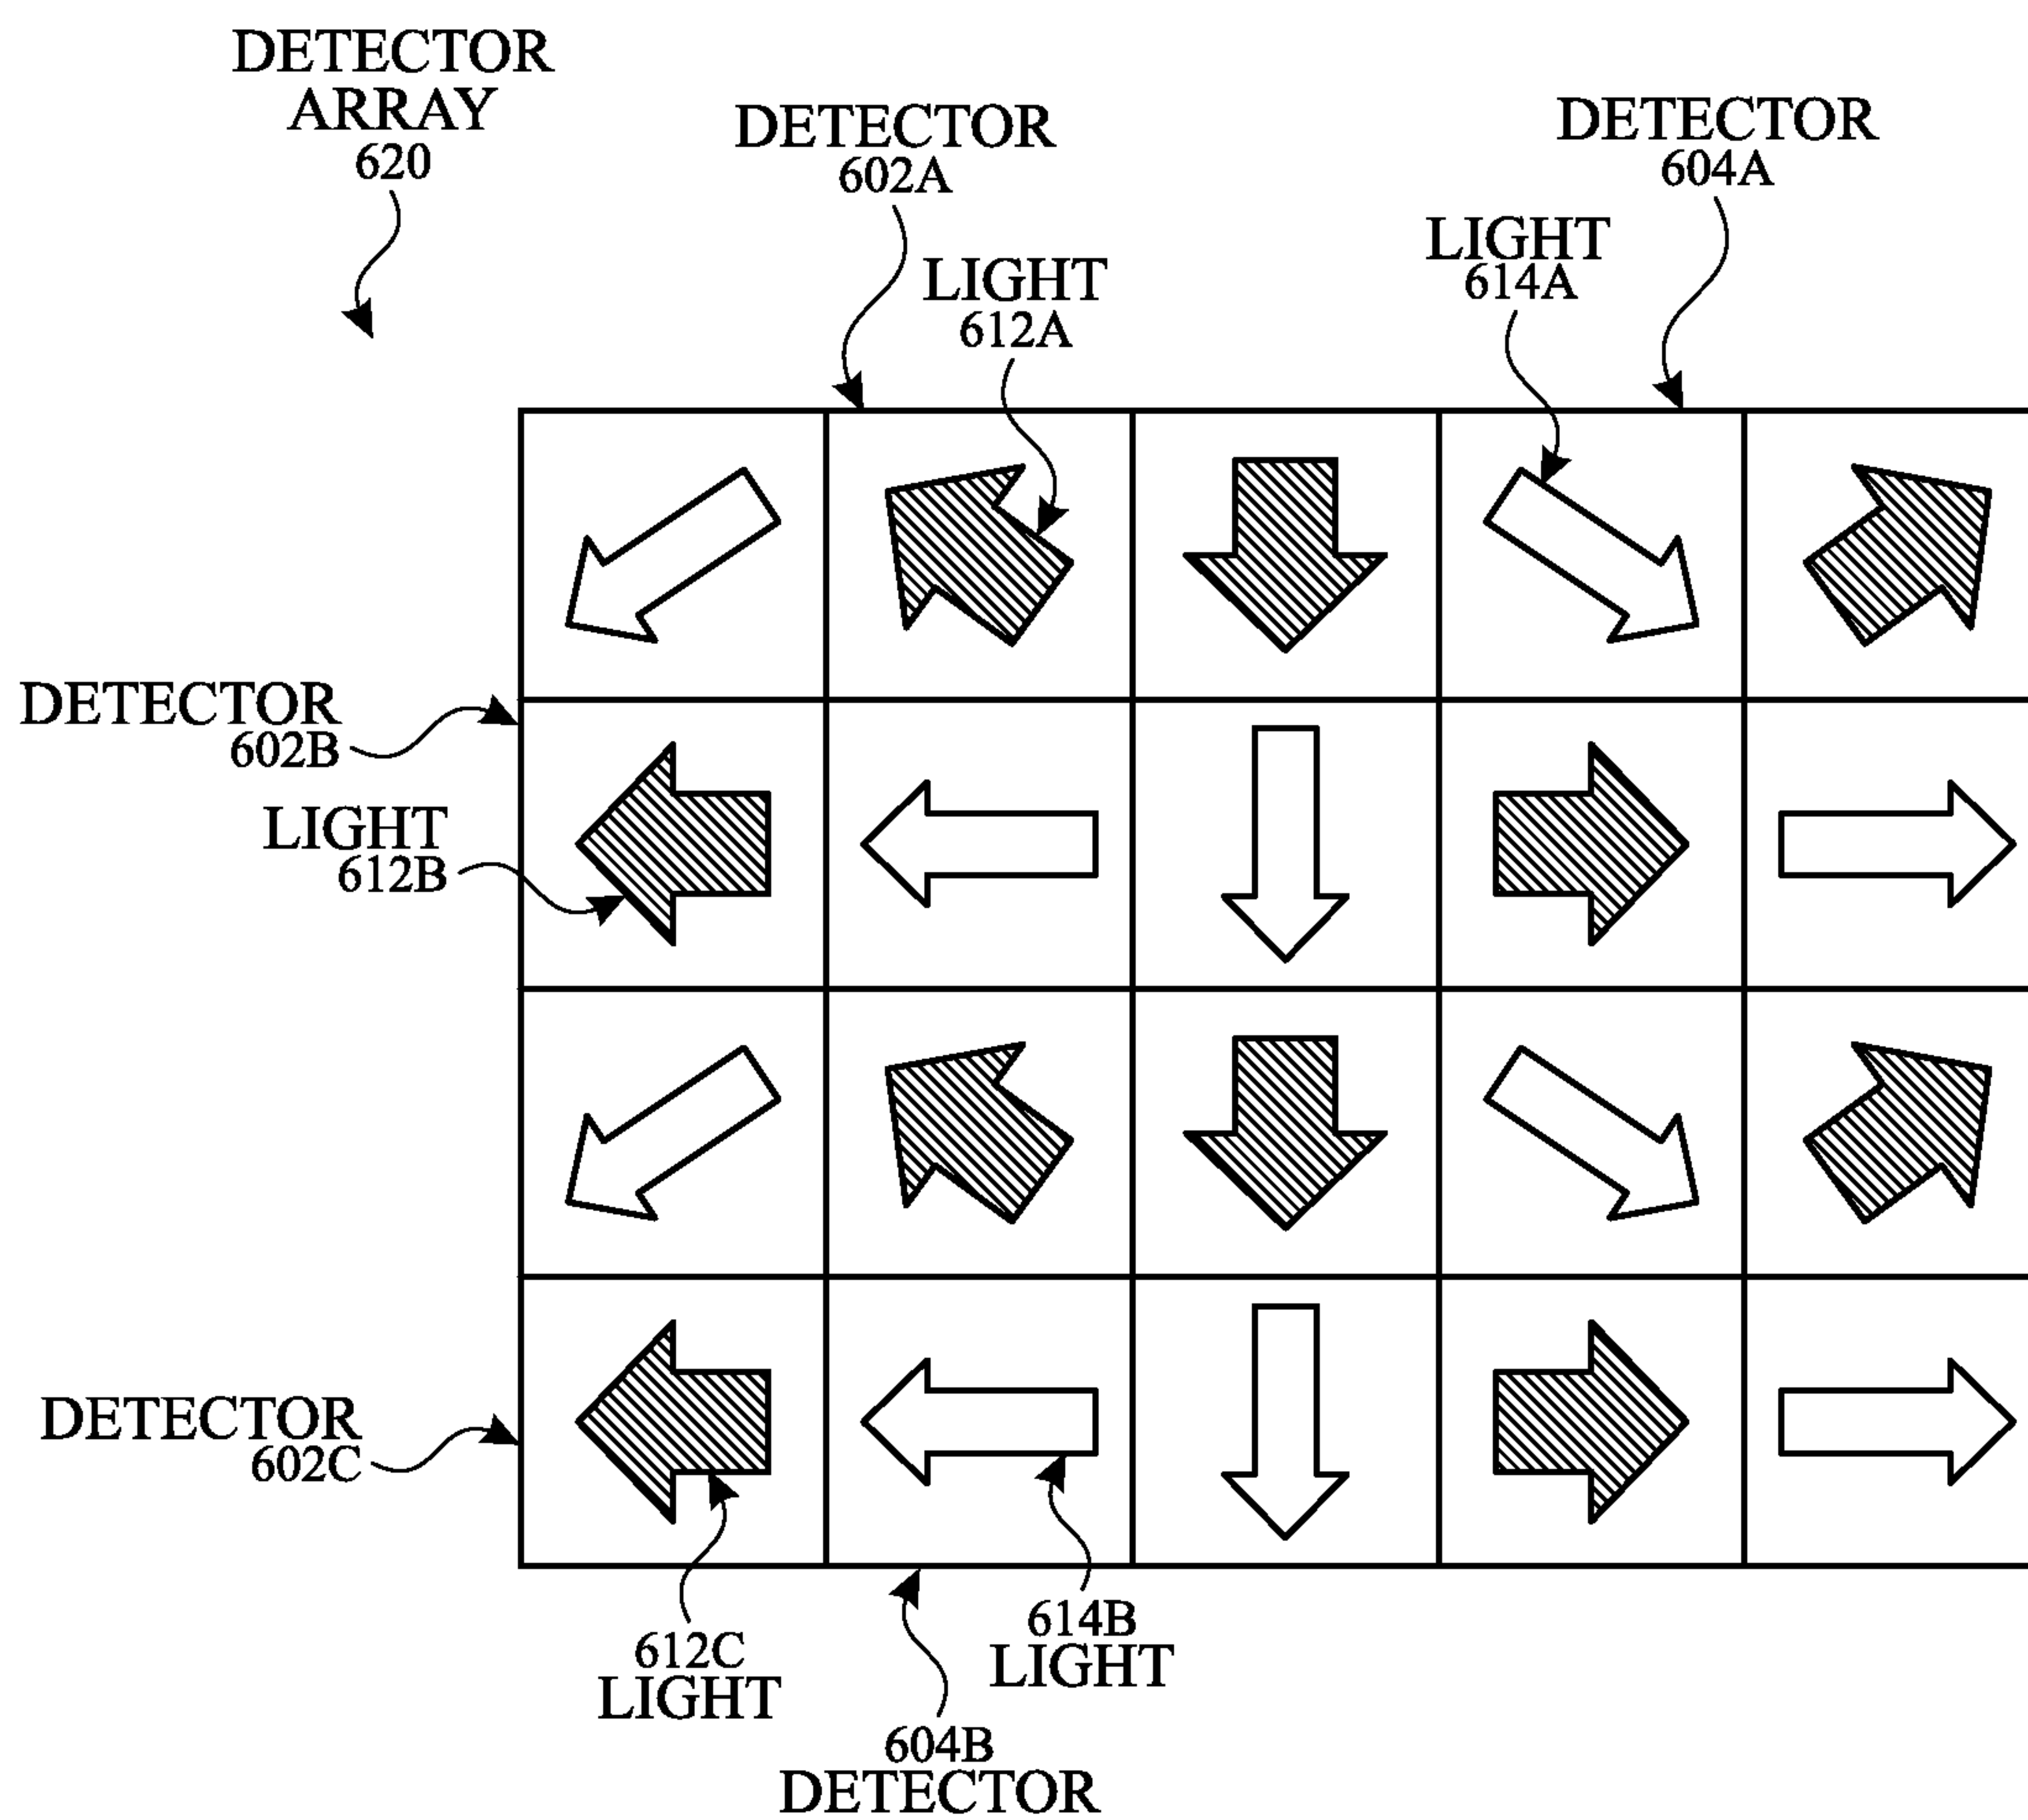 DETECTOR
ARRAY
620
DETECTOR
602A
LIGHT
612A
DETECTOR
604A
LIGHT
614A
DETECTOR
602B
LIGHT
612B
DETECTOR
602C
612C
LIGHT
614B
LIGHT
604B
DETECTOR